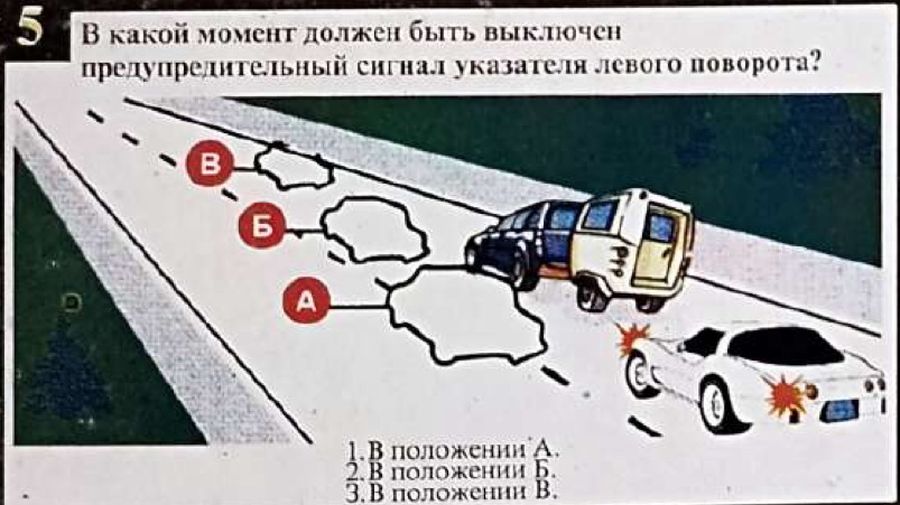 5
В какой момент должен быть выключен
предупредительный сигнал указателя левого поворота?
В
Б
А
1. В положении А.
2. В положении Б.
3. В положении В.